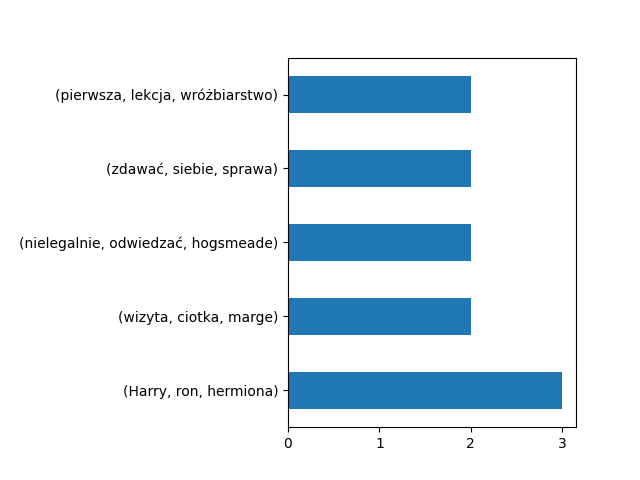 (pierwsza, lekcja, wróżbiarstwo)
(zdawać, siebie, sprawa)
(nielegalnie, odwiedzać, hogsmeade)
(wizyta, ciotka, marge)
(Harry, ron, hermiona)
0 1 2 3